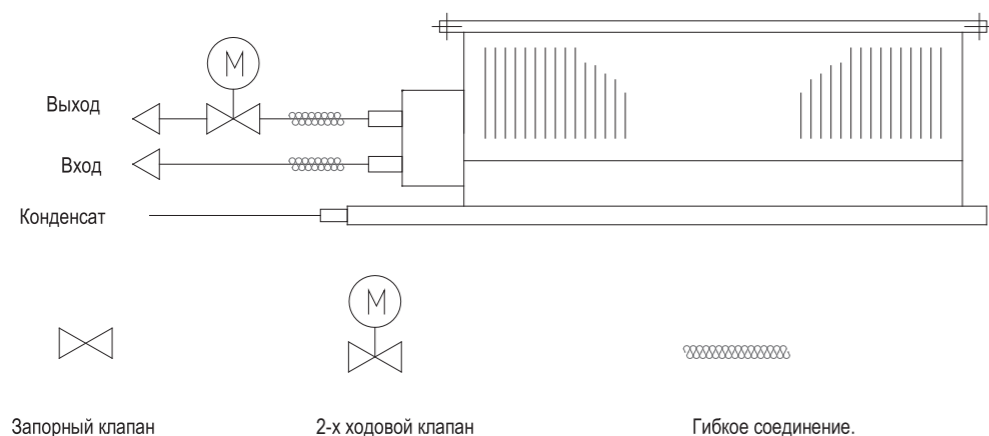 M
Выход
Вход
Конденсат
M
Запорный клапан
2-х ходовой клапан
Гибкое соединение.